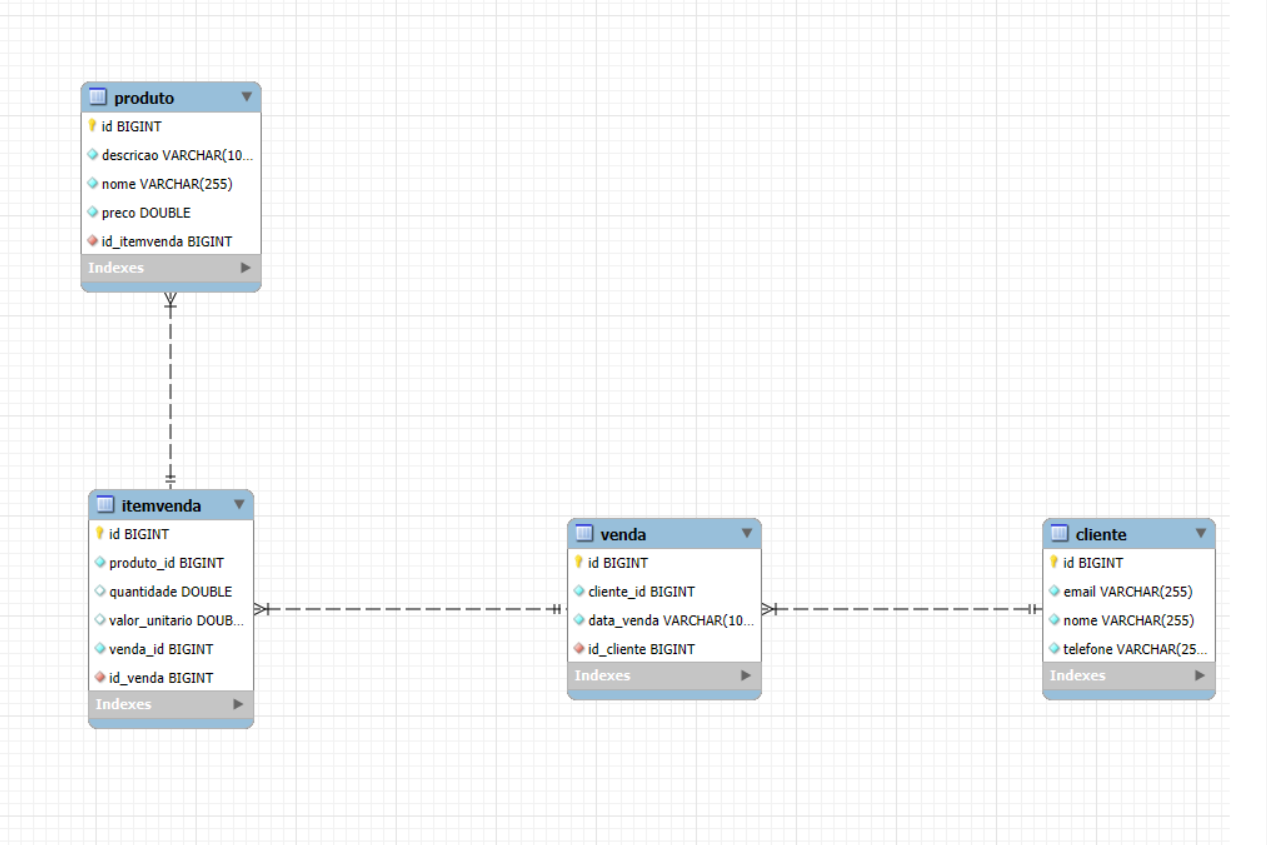 produto
id BIGINT
descricao VARCHAR(10...
nome VARCHAR(255)
preco DOUBLE
id_itemvenda BIGINT
Indexes
itemvenda
id BIGINT
produto_id BIGINT
quantidade DOUBLE
valor_unitario DOUB...
venda_id BIGINT
id_venda BIGINT
Indexes
venda
id BIGINT
cliente_id BIGINT
data_venda VARCHAR(10...
id_cliente BIGINT
Indexes
cliente
id BIGINT
email VARCHAR(255)
nome VARCHAR(255)
telefone VARCHAR(25...
Indexes